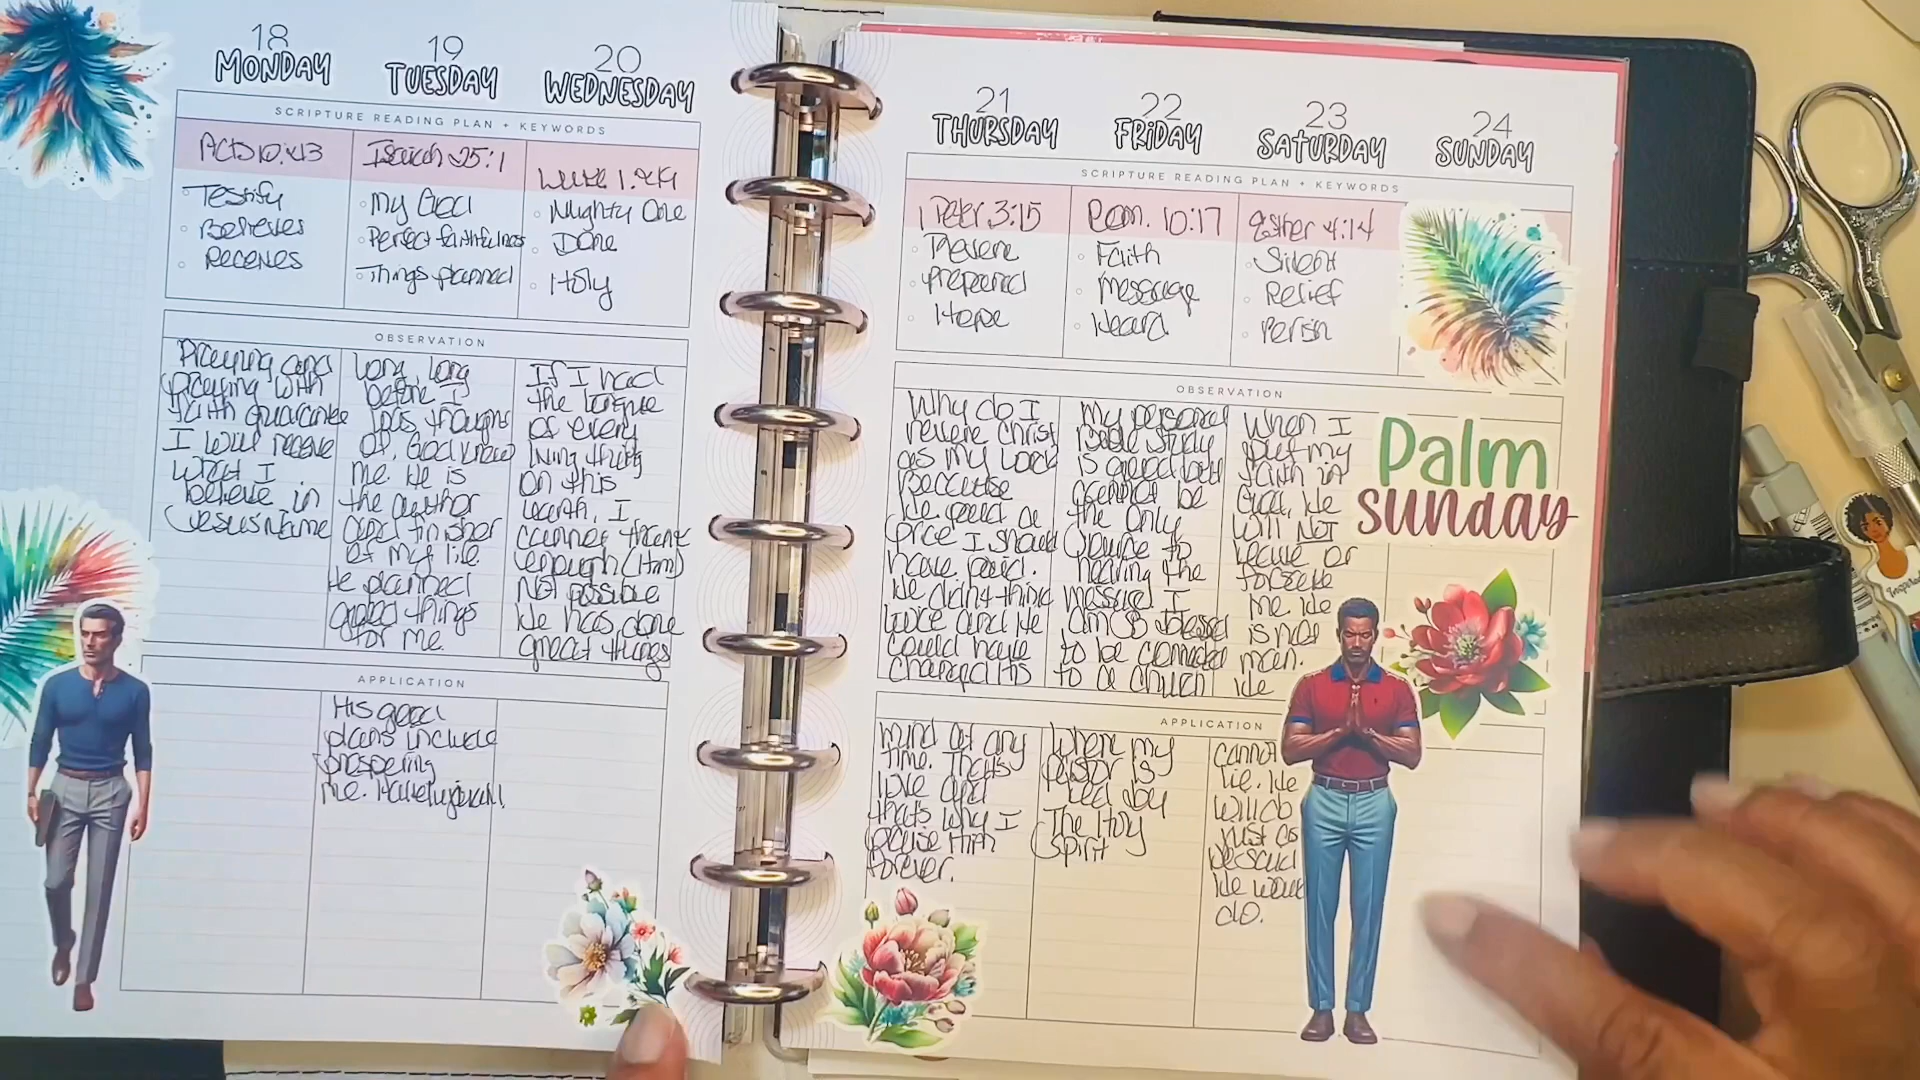 18
MONDAY
19
TUESDAY
20
WEDNESDAY
SCRIPTURE READING PLAN + KEYWORDS
Acts 10:43
Isaiah 25:1
Luke 1:49
Testify
Believes
Receives
My God
Perfect faithfulness
Things planned
Mighty One
Done
Holy
OBSERVATION
Praying and
praying with
faith guarantee
I will receive
what I
believe in
Jesus' name
Long, long
before I
was thought
of, God knew
me. He is
the author
and finisher
of my life.
He planned
good things
for me.
If I had
the tongue
of every
living thing
on this
earth, I
cannot thank
enough (Him)
Not possible
He has done
great things
APPLICATION
His good
plans include
prospering
me. Hallelujah!
21
THURSDAY
22
FRIDAY
23
SATURDAY
24
SUNDAY
SCRIPTURE READING PLAN + KEYWORDS
1 Peter 3:15
Rom. 10:17
Esther 4:14
Revere
Prepared
Hope
Faith
Message
Heard
Silent
Relief
Perish
OBSERVATION
Why do I
revere Christ
as my Lord
Because
He paid a
price I should
have paid.
He didn't think
twice and He
could have
changed His
My personal
Bible study
is good but
cannot be
the only
source to
hearing the
message I
am so blessed
to be connected
to a church
When I
put my
faith in
God, He
will NOT
leave or
forsake
me. He
is not
man.
He
Palm
Sunday
APPLICATION
mind at any
time. That's
love and
that's why I
praise Him
forever.
where my
pastor is
led by
The Holy
Spirit
cannot
lie. He
will do
just as
He said
He would
do.
Inspired